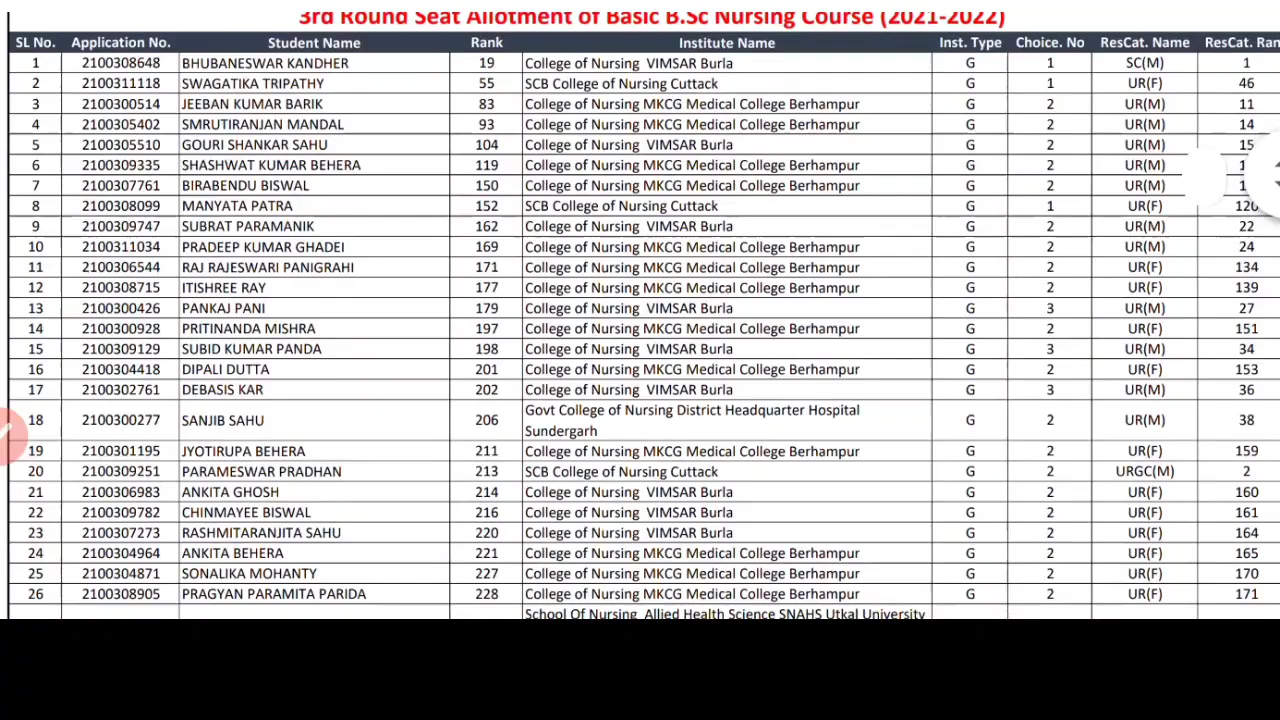 3rd Round Seat Allotment of Basic B.Sc Nursing Course (2021-2022)
SL No. Application No. Student Name Rank Institute Name Inst. Type Choice. No ResCat. Name ResCat. Ran
1 2100308648 BHUBANESWAR KANDHER 19 College of Nursing VIMSAR Burla G 1 SC(M) 1
2 2100311118 SWAGATIKA TRIPATHY 55 SCB College of Nursing Cuttack G 1 UR(F) 46
3 2100300514 JEEBAN KUMAR BARIK 83 College of Nursing MKCG Medical College Berhampur G 2 UR(M) 11
4 2100305402 SMRUTIRANJAN MANDAL 93 College of Nursing MKCG Medical College Berhampur G 2 UR(M) 14
5 2100305510 GOURI SHANKAR SAHU 104 College of Nursing VIMSAR Burla G 2 UR(M) 15
6 2100309335 SHASHWAT KUMAR BEHERA 119 College of Nursing MKCG Medical College Berhampur G 2 UR(M)
7 2100307761 BIRABENDU BISWAL 150 College of Nursing MKCG Medical College Berhampur G 2 UR(M)
8 2100308099 MANYATA PATRA 152 SCB College of Nursing Cuttack G 1 UR(F) 120
9 2100309747 SUBRAT PARAMANIK 162 College of Nursing VIMSAR Burla G 2 UR(M) 22
10 2100311034 PRADEEP KUMAR GHADEI 169 College of Nursing MKCG Medical College Berhampur G 2 UR(M) 24
11 2100306544 RAJ RAJESWARI PANIGRAHI 171 College of Nursing MKCG Medical College Berhampur G 2 UR(F) 134
12 2100308715 ITISHREE RAY 177 College of Nursing MKCG Medical College Berhampur G 2 UR(F) 139
13 2100300426 PANKAJ PANI 179 College of Nursing VIMSAR Burla G 3 UR(M) 27
14 2100300928 PRITINANDA MISHRA 197 College of Nursing MKCG Medical College Berhampur G 2 UR(F) 151
15 2100309129 SUBID KUMAR PANDA 198 College of Nursing VIMSAR Burla G 3 UR(M) 34
16 2100304418 DIPALI DUTTA 201 College of Nursing MKCG Medical College Berhampur G 2 UR(F) 153
17 2100302761 DEBASIS KAR 202 College of Nursing VIMSAR Burla G 3 UR(M) 36
18 2100300277 SANJIB SAHU 206 Govt College of Nursing District Headquarter Hospital G 2 UR(M) 38
Sundergarh
19 2100301195 JYOTIRUPA BEHERA 211 College of Nursing MKCG Medical College Berhampur G 2 UR(F) 159
20 2100309251 PARAMESWAR PRADHAN 213 SCB College of Nursing Cuttack G 2 URGC(M) 2
21 2100306983 ANKITA GHOSH 214 College of Nursing VIMSAR Burla G 2 UR(F) 160
22 2100309782 CHINMAYEE BISWAL 216 College of Nursing VIMSAR Burla G 2 UR(F) 161
23 2100307273 RASHMITARANJITA SAHU 220 College of Nursing VIMSAR Burla G 2 UR(F) 164
24 2100304964 ANKITA BEHERA 221 College of Nursing MKCG Medical College Berhampur G 2 UR(F) 165
25 2100304871 SONALIKA MOHANTY 227 College of Nursing MKCG Medical College Berhampur G 2 UR(F) 170
26 2100308905 PRAGYAN PARAMITA PARIDA 228 College of Nursing MKCG Medical College Berhampur G 2 UR(F) 171
School Of Nursing Allied Health Science SNAHS Utkal University